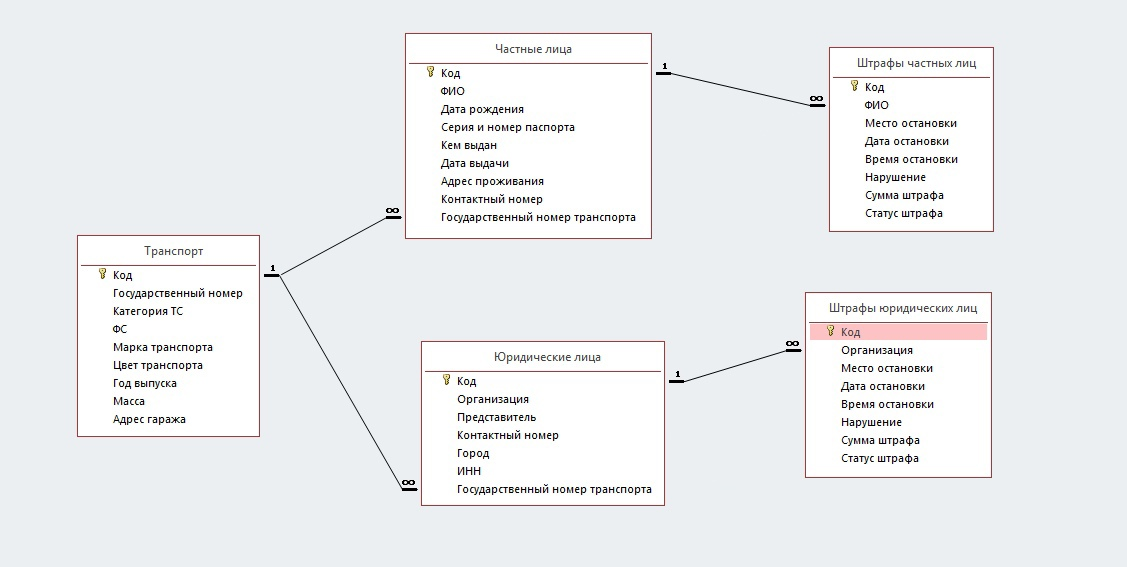 Частные лица
Код
ФИО
Дата рождения
Серия и номер паспорта
Кем выдан
Дата выдачи
Адрес проживания
Контактный номер
Государственный номер транспорта
1
∞
Штрафы частных лиц
Код
ФИО
Место остановки
Дата остановки
Время остановки
Нарушение
Сумма штрафа
Статус штрафа
∞
1
Транспорт
Код
Государственный номер
Категория ТС
ФС
Марка транспорта
Цвет транспорта
Год выпуска
Масса
Адрес гаража
∞
Юридические лица
Код
Организация
Представитель
Контактный номер
Город
ИНН
Государственный номер транспорта
1
∞
Штрафы юридических лиц
Код
Организация
Место остановки
Дата остановки
Время остановки
Нарушение
Сумма штрафа
Статус штрафа